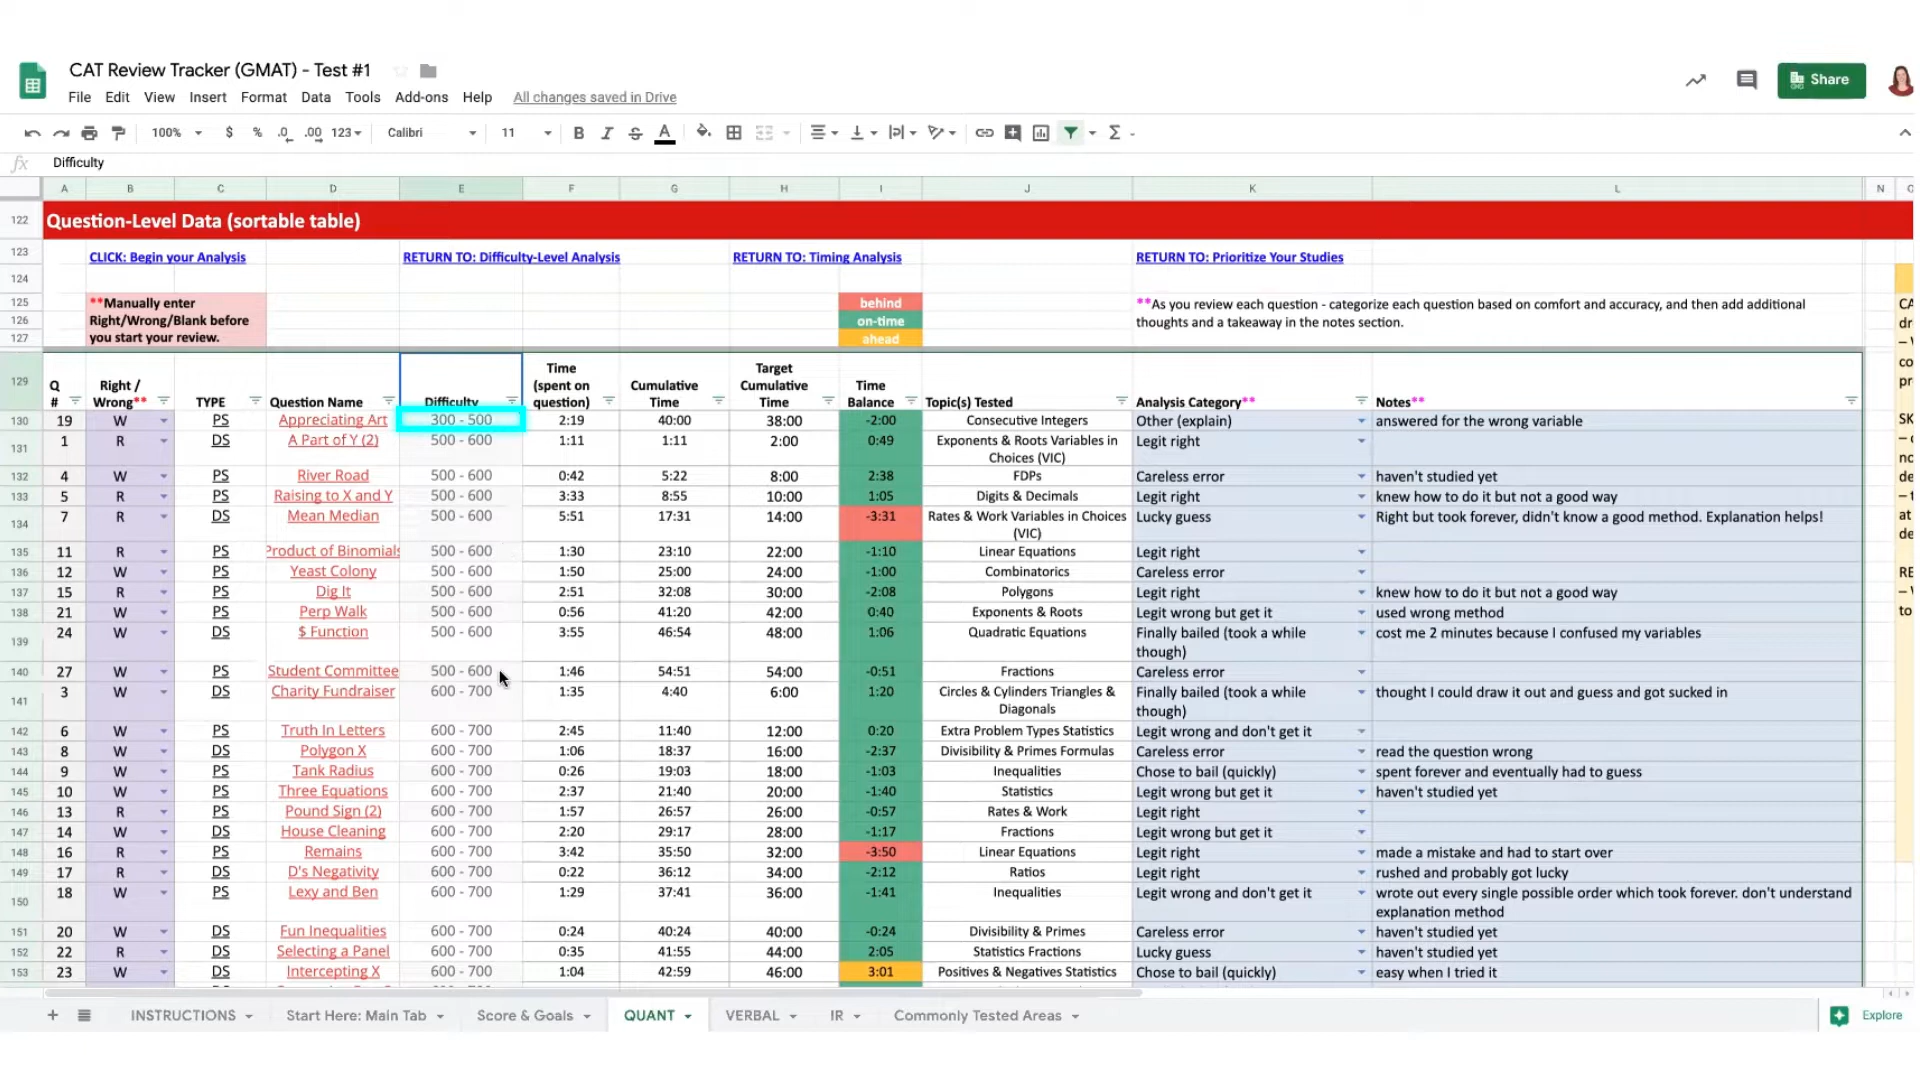 CAT Review Tracker (GMAT) - Test #1
File Edit View Insert Format Data Tools Add-ons Help All changes saved in Drive
Share
100% $ % .0 .00 123 Calibri 11 B I S A Σ
fx Difficulty
A B C D E F G H I J K L N
122 Question-Level Data (sortable table)
123 CLICK: Begin your Analysis RETURN TO: Difficulty-Level Analysis RETURN TO: Timing Analysis RETURN TO: Prioritize Your Studies
124
125 **Manually enter behind **As you review each question - categorize each question based on comfort and accuracy, and then add additional
126 Right/Wrong/Blank before on-time thoughts and a takeaway in the notes section.
127 you start your review. ahead
129 Q # Right / Wrong** TYPE Question Name Difficulty Time (spent on question) Cumulative Time Target Cumulative Time Time Balance Topic(s) Tested Analysis Category** Notes**
130 19 W PS Appreciating Art 300 - 500 2:19 40:00 38:00 -2:00 Consecutive Integers Other (explain) answered for the wrong variable
131 1 R DS A Part of Y (2) 500 - 600 1:11 1:11 2:00 0:49 Exponents & Roots Variables in Legit right
Choices (VIC)
132 4 W PS River Road 500 - 600 0:42 5:22 8:00 2:38 FDPs Careless error haven't studied yet
133 5 R PS Raising to X and Y 500 - 600 3:33 8:55 10:00 1:05 Digits & Decimals Legit right knew how to do it but not a good way
134 7 R DS Mean Median 500 - 600 5:51 17:31 14:00 -3:31 Rates & Work Variables in Choices Lucky guess Right but took forever, didn't know a good method. Explanation helps!
(VIC)
135 11 R PS Product of Binomials 500 - 600 1:30 23:10 22:00 -1:10 Linear Equations Legit right
136 12 W PS Yeast Colony 500 - 600 1:50 25:00 24:00 -1:00 Combinatorics Careless error
137 15 R PS Dig It 500 - 600 2:51 32:08 30:00 -2:08 Polygons Legit right knew how to do it but not a good way
138 21 W PS Perp Walk 500 - 600 0:56 41:20 42:00 0:40 Exponents & Roots Legit wrong but get it used wrong method
139 24 W DS $ Function 500 - 600 3:55 46:54 48:00 1:06 Quadratic Equations Finally bailed (took a while cost me 2 minutes because I confused my variables
though)
140 27 W PS Student Committee 500 - 600 1:46 54:51 54:00 -0:51 Fractions Careless error
141 3 W DS Charity Fundraiser 600 - 700 1:35 4:40 6:00 1:20 Circles & Cylinders Triangles & Finally bailed (took a while thought I could draw it out and guess and got sucked in
Diagonals though)
142 6 W PS Truth In Letters 600 - 700 2:45 11:40 12:00 0:20 Extra Problem Types Statistics Legit wrong and don't get it
143 8 W DS Polygon X 600 - 700 1:06 18:37 16:00 -2:37 Divisibility & Primes Formulas Careless error read the question wrong
144 9 W PS Tank Radius 600 - 700 0:26 19:03 18:00 -1:03 Inequalities Chose to bail (quickly) spent forever and eventually had to guess
145 10 W PS Three Equations 600 - 700 2:37 21:40 20:00 -1:40 Statistics Legit wrong but get it haven't studied yet
146 13 R PS Pound Sign (2) 600 - 700 1:57 26:57 26:00 -0:57 Rates & Work Legit right
147 14 W DS House Cleaning 600 - 700 2:20 29:17 28:00 -1:17 Fractions Legit wrong but get it
148 16 R PS Remains 600 - 700 3:42 35:50 32:00 -3:50 Linear Equations Legit right made a mistake and had to start over
149 17 R DS D's Negativity 600 - 700 0:22 36:12 34:00 -2:12 Ratios Legit right rushed and probably got lucky
150 18 W PS Lexy and Ben 600 - 700 1:29 37:41 36:00 -1:41 Inequalities Legit wrong and don't get it wrote out every single possible order which took forever. don't understand
explanation method
151 20 W DS Fun Inequalities 600 - 700 0:24 40:24 40:00 -0:24 Divisibility & Primes Careless error haven't studied yet
152 22 R DS Selecting a Panel 600 - 700 0:35 41:55 44:00 2:05 Statistics Fractions Lucky guess haven't studied yet
153 23 W DS Intercepting X 600 - 700 1:04 42:59 46:00 3:01 Positives & Negatives Statistics Chose to bail (quickly) easy when I tried it
+ INSTRUCTIONS Start Here: Main Tab Score & Goals QUANT VERBAL IR Commonly Tested Areas Explore